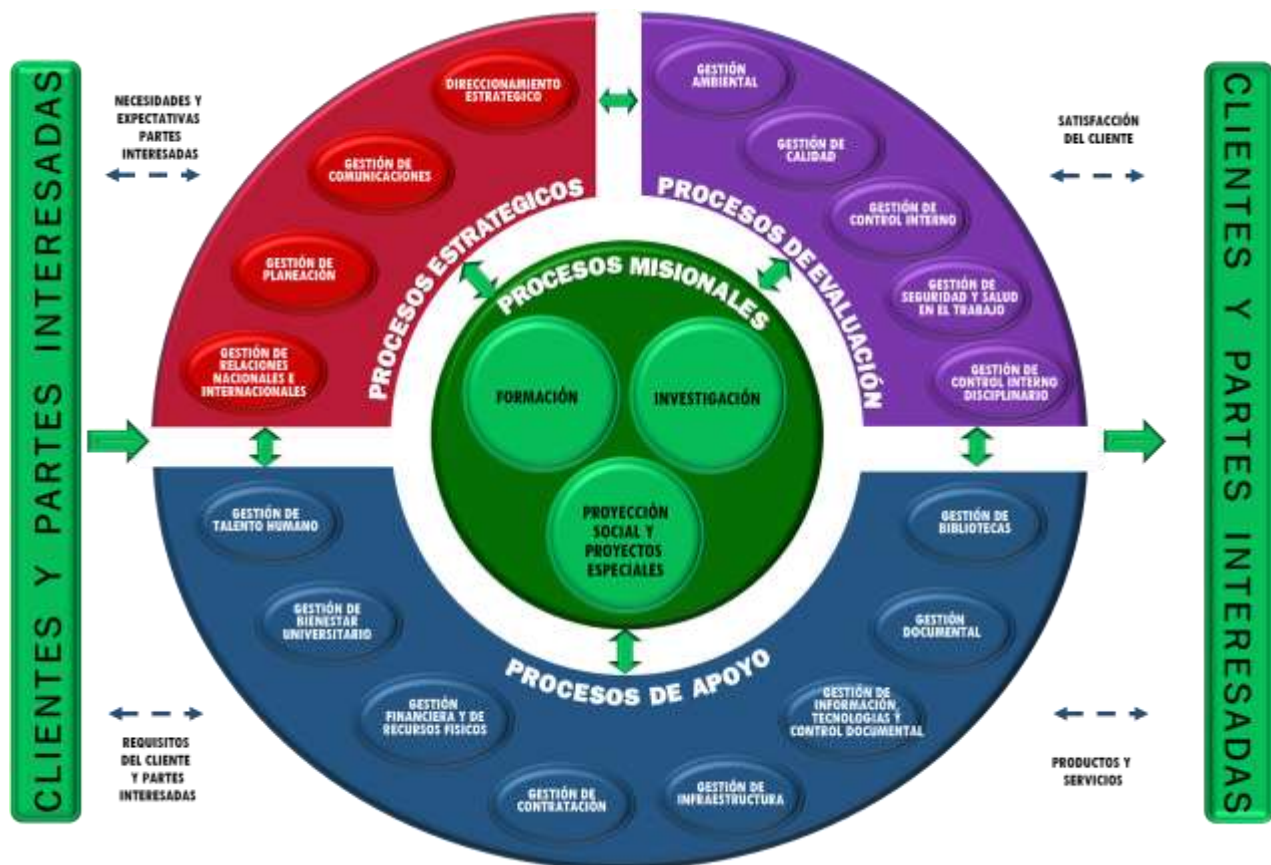 CLIENTES Y PARTES INTERESADAS
NECESIDADES Y
EXPECTATIVAS
PARTES
INTERESADAS
REQUISITOS
DEL CLIENTE
Y PARTES
INTERESADAS
PROCESOS ESTRATEGICOS
DIRECCIONAMIENTO
ESTRATEGICO
GESTIÓN DE
COMUNICACIONES
GESTIÓN DE
PLANEACIÓN
GESTIÓN DE
RELACIONES
NACIONALES E
INTERNACIONALES
PROCESOS DE EVALUACIÓN
GESTIÓN
AMBIENTAL
GESTIÓN DE
CALIDAD
GESTIÓN DE
CONTROL INTERNO
GESTIÓN DE
SEGURIDAD Y SALUD
EN EL TRABAJO
GESTIÓN DE
CONTROL INTERNO
DISCIPLINARIO
PROCESOS MISIONALES
FORMACIÓN
INVESTIGACIÓN
PROYECCIÓN
SOCIAL Y
PROYECTOS
ESPECIALES
PROCESOS DE APOYO
GESTIÓN DE
TALENTO HUMANO
GESTIÓN DE
BIENESTAR
UNIVERSITARIO
GESTIÓN
FINANCIERA Y DE
RECURSOS FISICOS
GESTIÓN DE
CONTRATACIÓN
GESTIÓN DE
INFRAESTRUCTURA
GESTIÓN DE
INFORMACIÓN,
TECNOLOGIAS Y
CONTROL DOCUMENTAL
GESTIÓN
DOCUMENTAL
GESTIÓN DE
BIBLIOTECAS
SATISFACCIÓN
DEL CLIENTE
PRODUCTOS Y
SERVICIOS
CLIENTES Y PARTES INTERESADAS